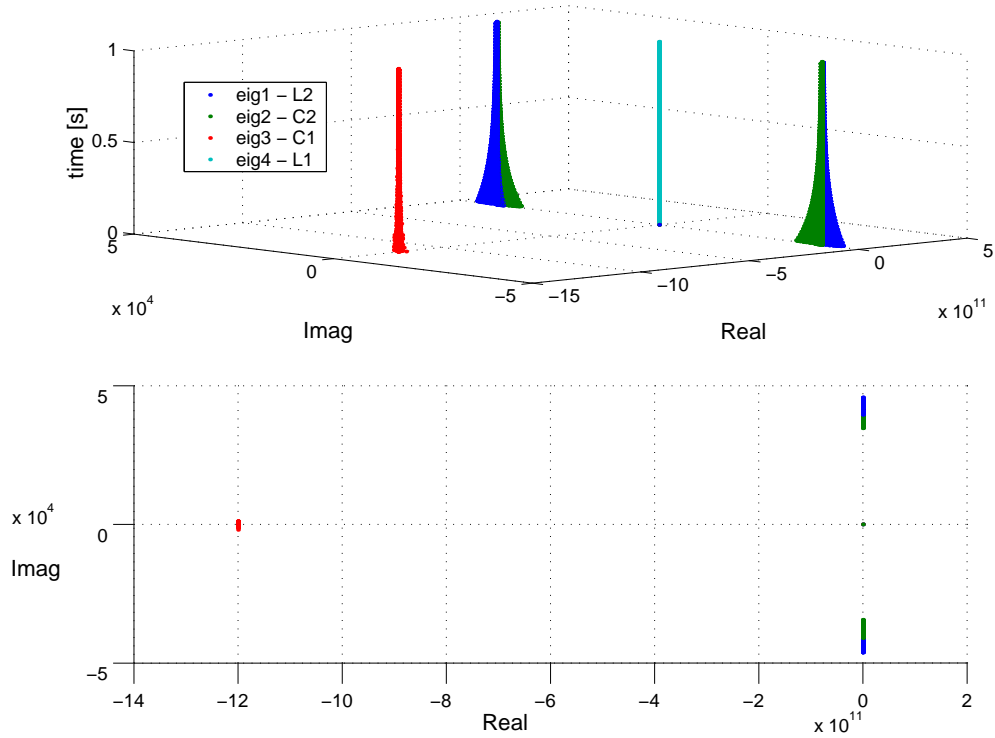 1
0.5
0
time [s]
eig1 – L2
eig2 – C2
eig3 – C1
eig4 – L1
5
0
−5
x 10^4
Imag
−15
−10
−5
0
5
x 10^11
Real
5
x 10^4
0
Imag
−5
−14
−12
−10
−8
−6
−4
−2
0
2
Real
x 10^11